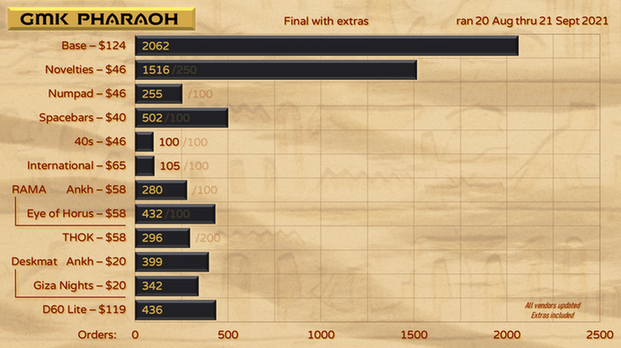 GMK PHARAOH Final with extras ran 20 Aug thru 21 Sept 2021
Base – $124 2062
Novelties – $46 1516 /250
Numpad – $46 255 /100
Spacebars – $40 502 /100
40s – $46 100 /100
International – $65 105 /100
RAMA Ankh – $58 280 /100
Eye of Horus – $58 432 /100
THOK – $58 296 /200
Deskmat Ankh – $20 399
Giza Nights – $20 342
D60 Lite – $119 436
All vendors updated
Extras included
Orders: 0 500 1000 1500 2000 2500